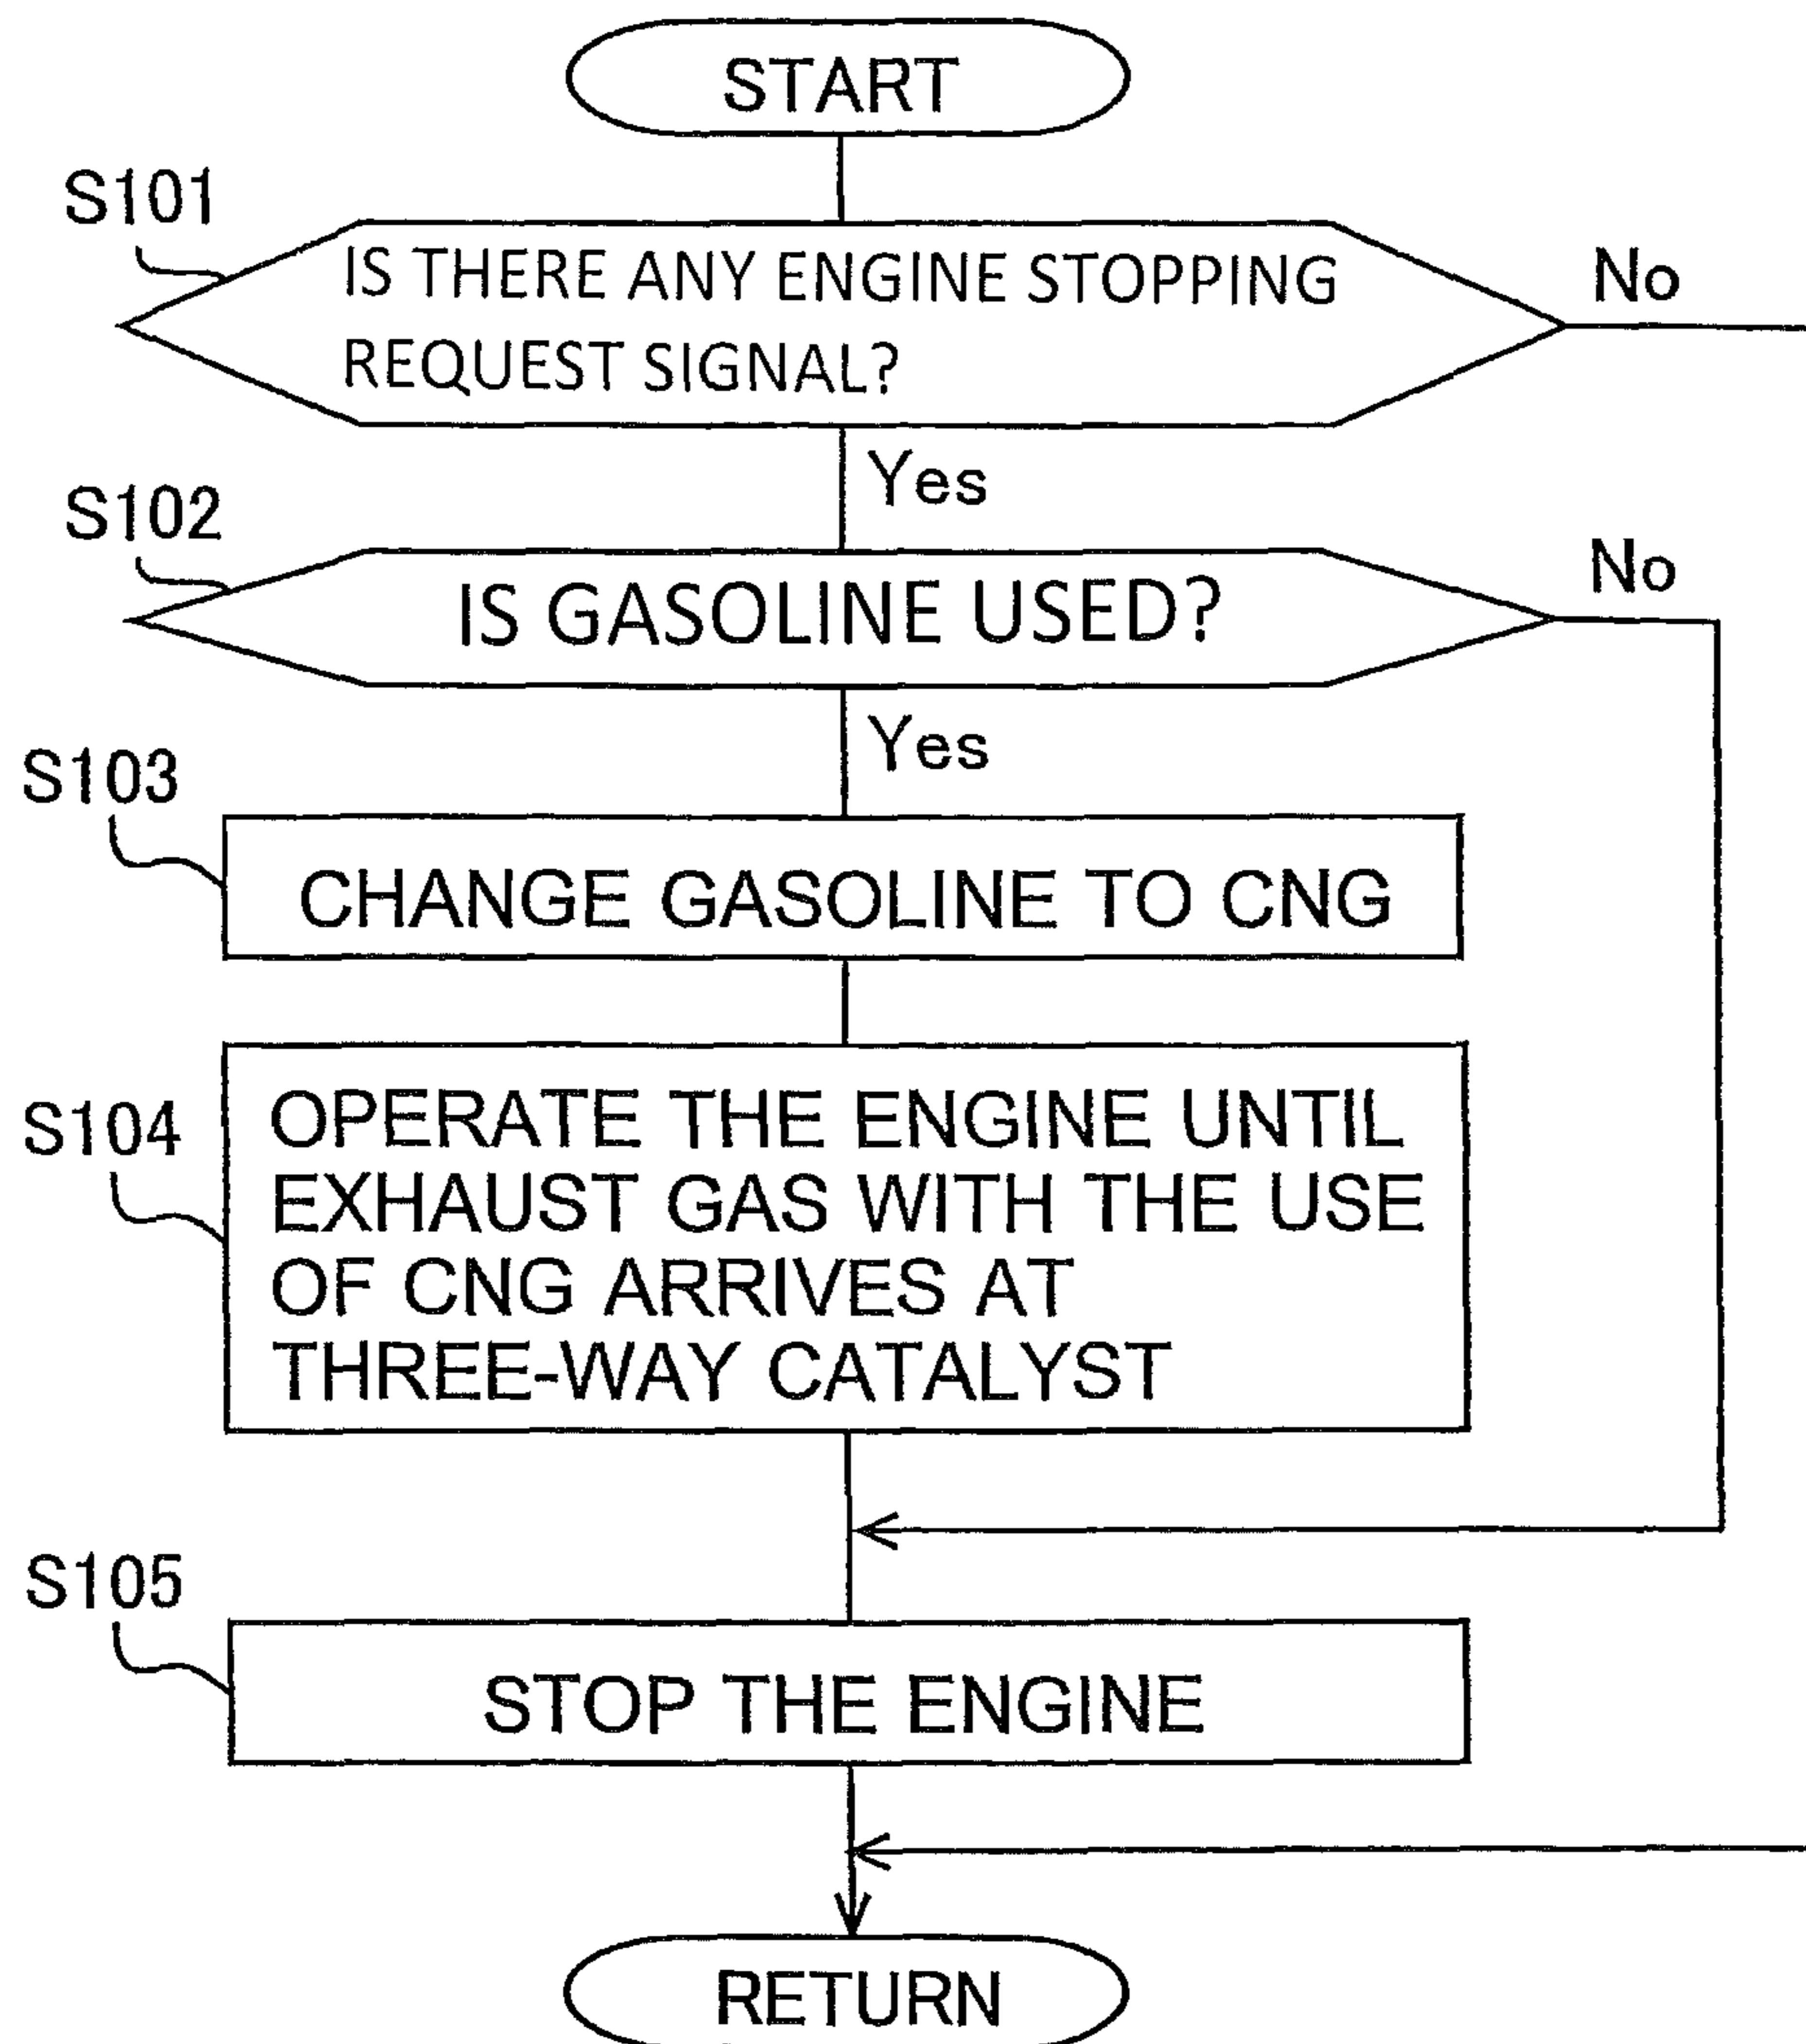 START
S101
IS THERE ANY ENGINE STOPPING
REQUEST SIGNAL?
No
Yes
S102
IS GASOLINE USED?
No
Yes
S103
CHANGE GASOLINE TO CNG
S104
OPERATE THE ENGINE UNTIL
EXHAUST GAS WITH THE USE
OF CNG ARRIVES AT
THREE-WAY CATALYST
S105
STOP THE ENGINE
RETURN